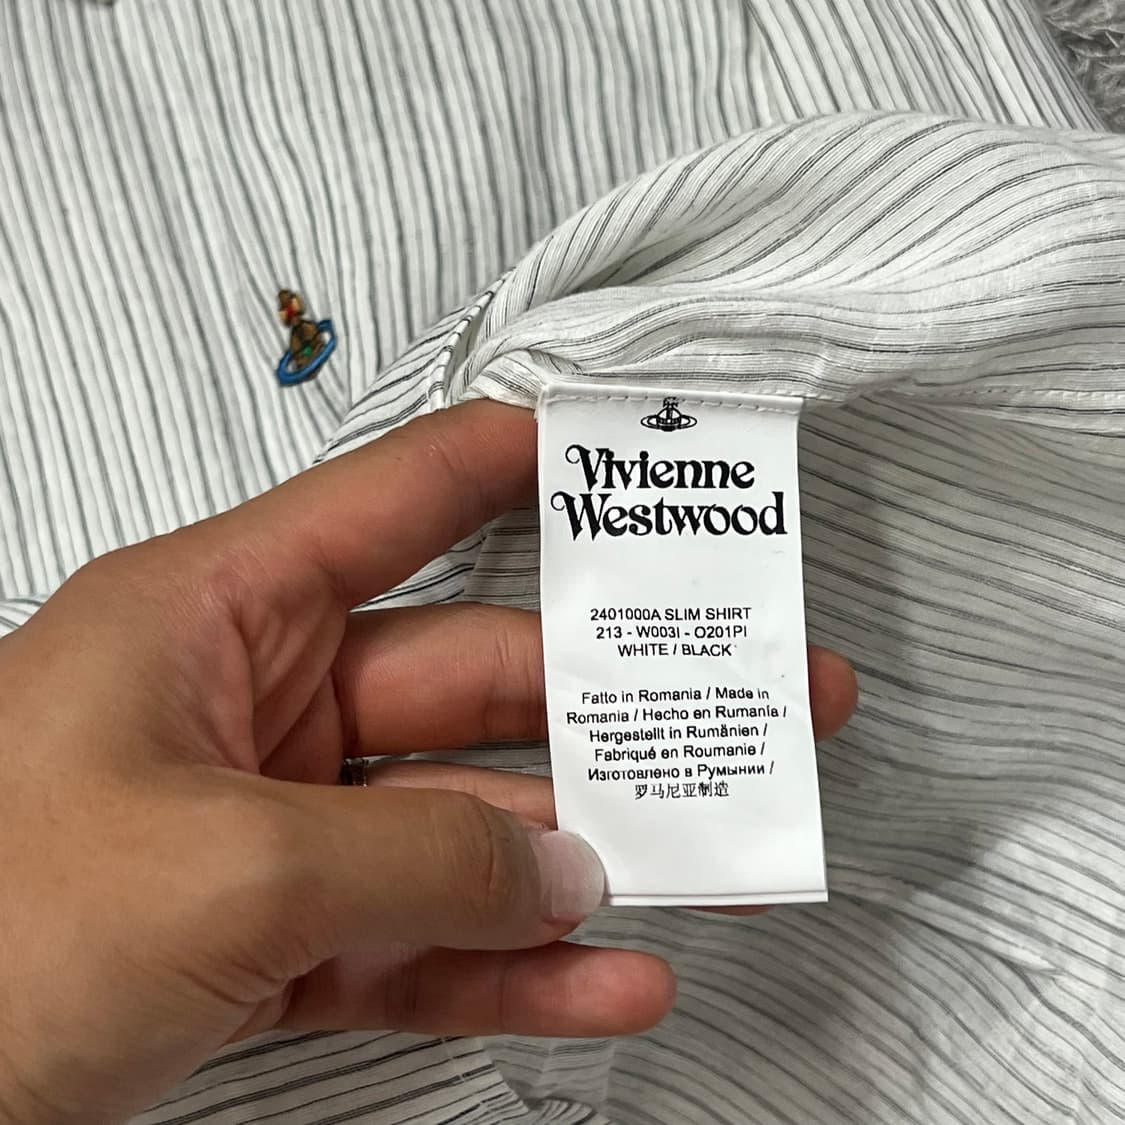 Vivienne
Westwood
2401000A SLIM SHIRT
213 - W003I - O201PI
WHITE / BLACK
Fatto in Romania / Made in
Romania / Hecho en Rumanía /
Hergestellt in Rumänien /
Fabriqué en Roumanie /
Изготовлено в Румынии /
罗马尼亚制造